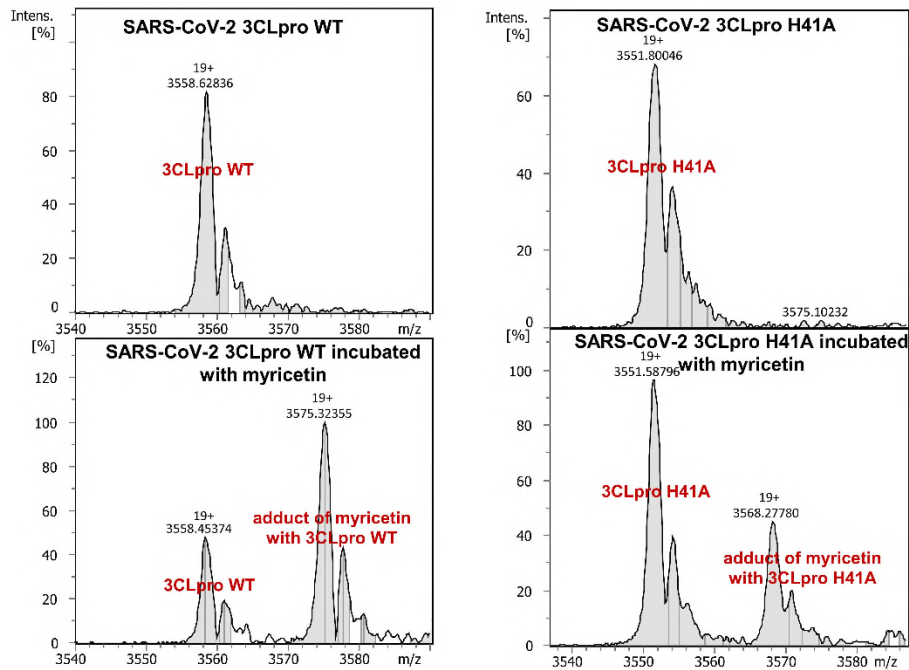 Intens.
[%]
SARS-CoV-2 3CLpro WT
19+
3558.62836
3CLpro WT
80
60
40
20
0
3540
3550
3560
3570
3580
m/z
Intens.
[%]
SARS-CoV-2 3CLpro H41A
19+
3551.80046
3CLpro H41A
3575.10232
60
40
20
0
3540
3550
3560
3570
3580
m/z
[%]
SARS-CoV-2 3CLpro WT incubated
with myricetin
19+
3575.32355
19+
3558.45374
adduct of myricetin
with 3CLpro WT
3CLpro WT
120
100
80
60
40
20
0
3540
3550
3560
3570
3580
m/z
[%]
SARS-CoV-2 3CLpro H41A incubated
with myricetin
19+
3551.58796
3CLpro H41A
19+
3568.27780
adduct of myricetin
with 3CLpro H41A
100
80
60
40
20
0
3540
3550
3560
3570
3580
m/z